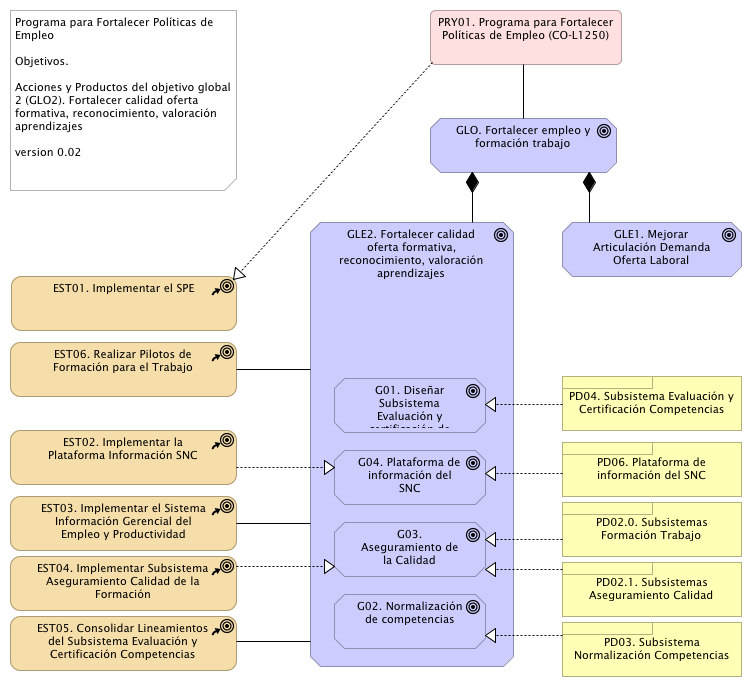 Programa para Fortalecer Políticas de
Empleo
Objetivos.
Acciones y Productos del objetivo global
2 (GLO2). Fortalecer calidad oferta
formativa, reconocimiento, valoración
aprendizajes
version 0.02
PRY01. Programa para Fortalecer
Políticas de Empleo (CO-L1250)
GLO. Fortalecer empleo y
formación trabajo
GLE2. Fortalecer calidad
oferta formativa,
reconocimiento, valoración
aprendizajes
GLE1. Mejorar
Articulación Demanda
Oferta Laboral
EST01. Implementar el SPE
EST06. Realizar Pilotos de
Formación para el Trabajo
EST02. Implementar la
Plataforma Información SNC
EST03. Implementar el Sistema
Información Gerencial del
Empleo y Productividad
EST04. Implementar Subsistema
Aseguramiento Calidad de la
Formación
EST05. Consolidar Lineamientos
del Subsistema Evaluación y
Certificación Competencias
G01. Diseñar
Subsistema
Evaluación y
certificación de
G04. Plataforma de
información del
SNC
G03.
Aseguramiento de
la Calidad
G02. Normalización
de competencias
PD04. Subsistema Evaluación y
Certificación Competencias
PD06. Plataforma de
información del SNC
PD02.0. Subsistemas
Formación Trabajo
PD02.1. Subsistemas
Aseguramiento Calidad
PD03. Subsistema
Normalización Competencias